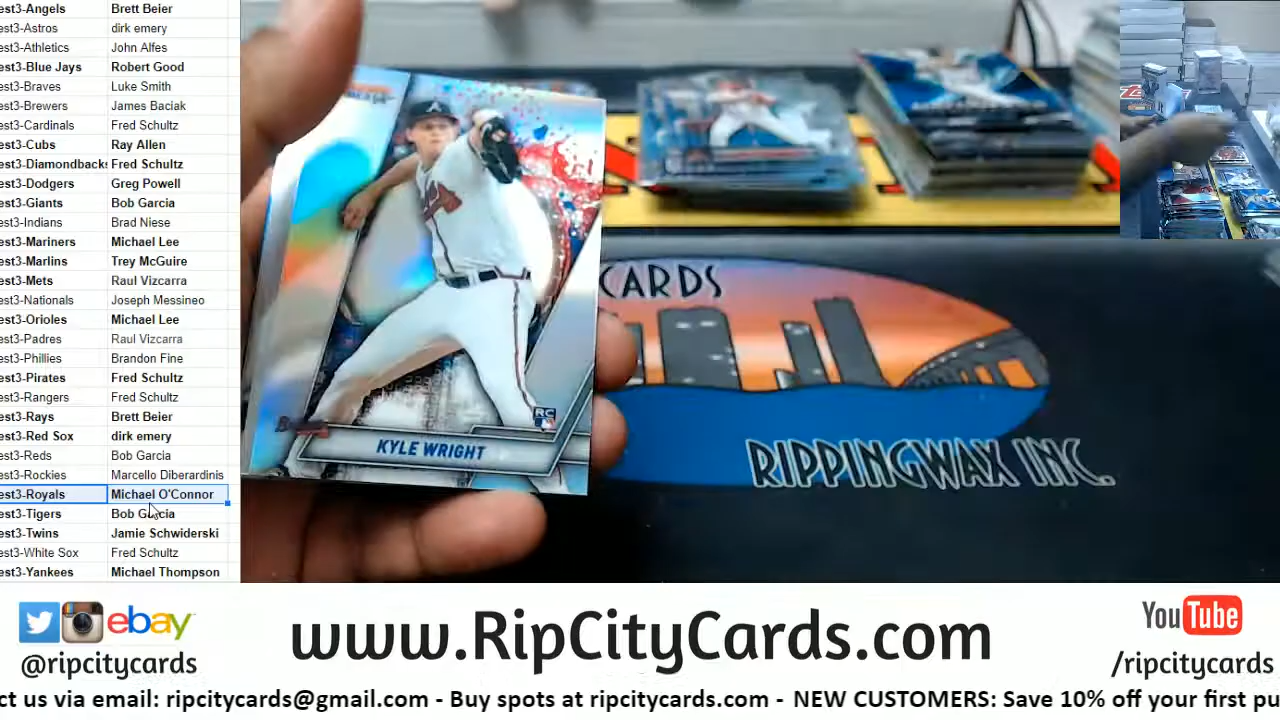 est3-Angels Brett Beier
est3-Astros dirk emery
est3-Athletics John Alfes
est3-Blue Jays Robert Good
est3-Braves Luke Smith
est3-Brewers James Baciak
est3-Cardinals Fred Schultz
est3-Cubs Ray Allen
est3-Diamondbacks Fred Schultz
est3-Dodgers Greg Powell
est3-Giants Bob Garcia
est3-Indians Brad Niese
est3-Mariners Michael Lee
est3-Marlins Trey McGuire
est3-Mets Raul Vizcarra
est3-Nationals Joseph Messineo
est3-Orioles Michael Lee
est3-Padres Raul Vizcarra
est3-Phillies Brandon Fine
est3-Pirates Fred Schultz
est3-Rangers Fred Schultz
est3-Rays Brett Beier
est3-Red Sox dirk emery
est3-Reds Bob Garcia
est3-Rockies Marcello Diberardinis
est3-Royals Michael O'Connor
est3-Tigers Bob Garcia
est3-Twins Jamie Schwiderski
est3-White Sox Fred Schultz
est3-Yankees Michael Thompson
RC
KYLE WRIGHT
CARDS
RIPPINGWAX INC.
ebay
@ripcitycards
www.RipCityCards.com
YouTube
/ripcitycards
ct us via email: ripcitycards@gmail.com - Buy spots at ripcitycards.com - NEW CUSTOMERS: Save 10% off your first pu